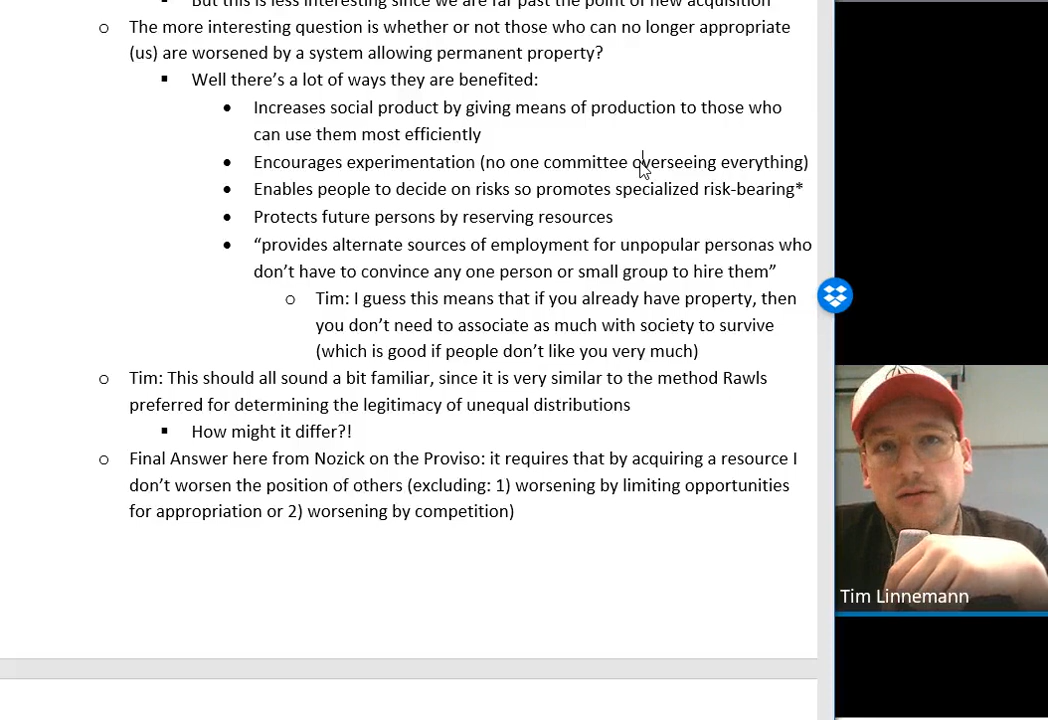 But this is less interesting since we are far past the point of new acquisition
The more interesting question is whether or not those who can no longer appropriate
(us) are worsened by a system allowing permanent property?
Well there's a lot of ways they are benefited:
Increases social product by giving means of production to those who
can use them most efficiently
Encourages experimentation (no one committee overseeing everything)
Enables people to decide on risks so promotes specialized risk-bearing*
Protects future persons by reserving resources
“provides alternate sources of employment for unpopular personas who
don't have to convince any one person or small group to hire them”
Tim: I guess this means that if you already have property, then
you don't need to associate as much with society to survive
(which is good if people don't like you very much)
Tim: This should all sound a bit familiar, since it is very similar to the method Rawls
preferred for determining the legitimacy of unequal distributions
How might it differ?!
Final Answer here from Nozick on the Proviso: it requires that by acquiring a resource I
don't worsen the position of others (excluding: 1) worsening by limiting opportunities
for appropriation or 2) worsening by competition)
Tim Linnemann